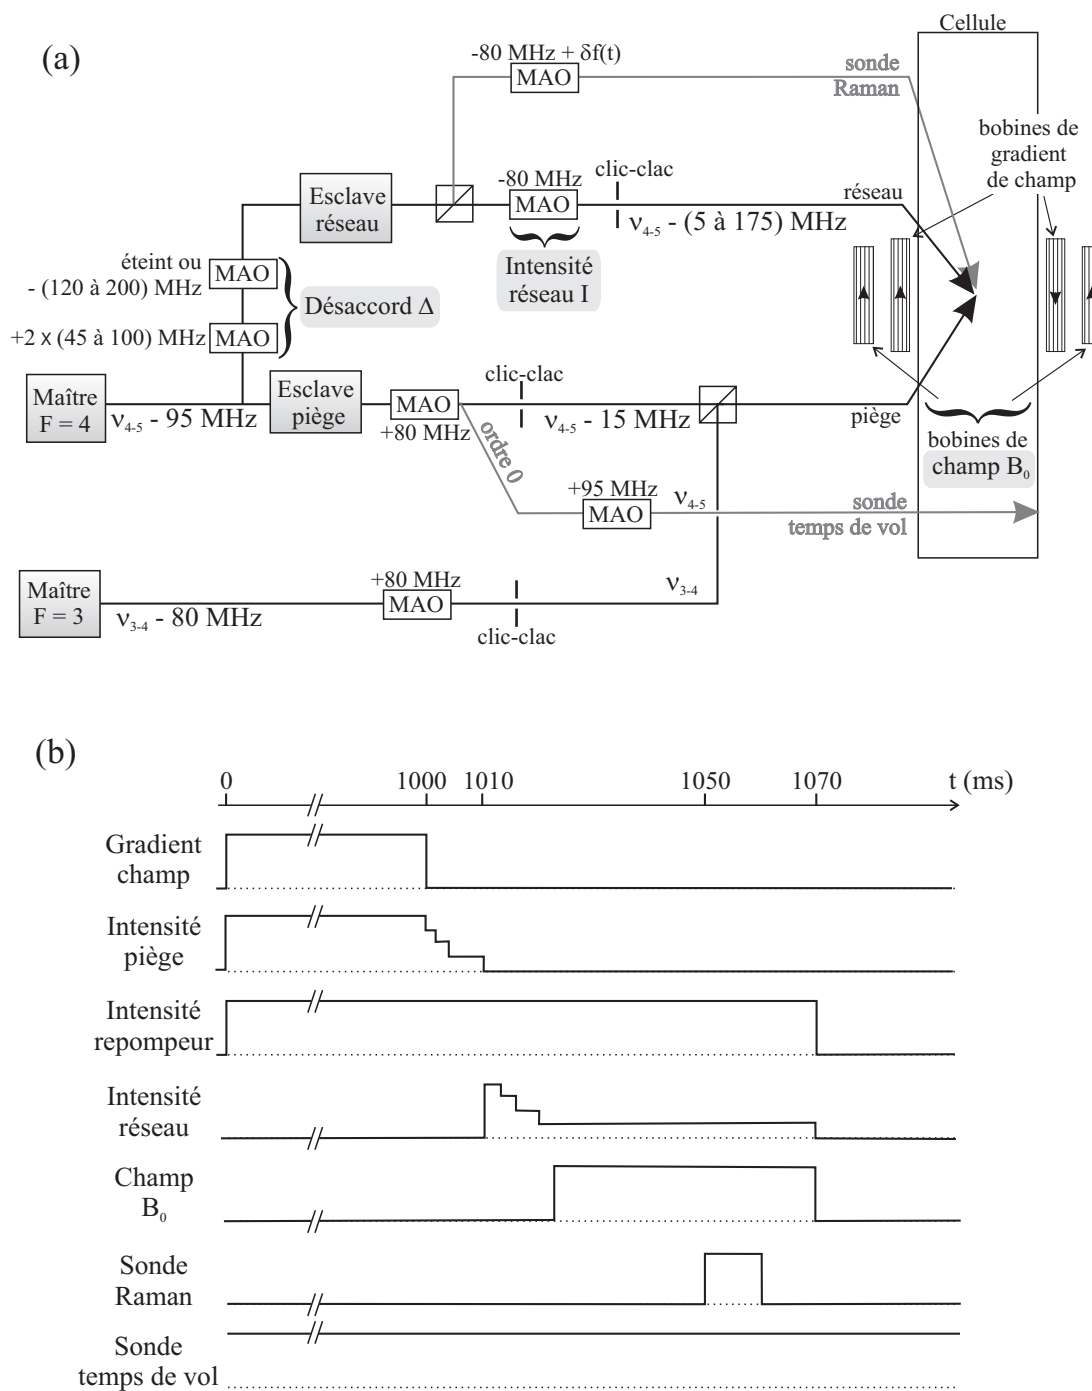 (a)
Cellule
-80 MHz + δf(t)
MAO
sonde
Raman
bobines de
gradient
de champ
Esclave
réseau
-80 MHz
MAO
clic-clac
réseau
ν4-5 - (5 à 175) MHz
éteint ou
- (120 à 200) MHz
MAO
Intensité
réseau I
Désaccord Δ
+2 x (45 à 100) MHz
MAO
Maître
F = 4
ν4-5 - 95 MHz
Esclave
piège
MAO
+80 MHz
clic-clac
ν4-5 - 15 MHz
piège
ordre 0
bobines de
champ B0
+95 MHz
MAO
ν4-5
sonde
temps de vol
Maître
F = 3
ν3-4 - 80 MHz
+80 MHz
MAO
clic-clac
ν3-4
(b)
0 1000 1010 1050 1070 t (ms)
Gradient
champ
Intensité
piège
Intensité
repompeur
Intensité
réseau
Champ
B0
Sonde
Raman
Sonde
temps de vol